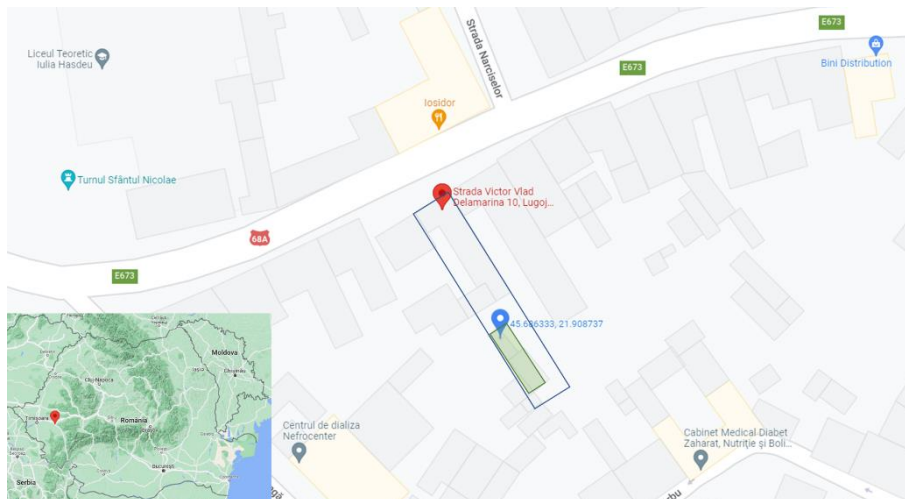 E673
Liceul Teoretic
Iulia Hasdeu
Strada Narciselor
E673
Bini Distribution
Iosidor
Turnul Sfântul Nicolae
Strada Victor Vlad
Delamarina 10, Lugoj...
68A
E673
45.686333, 21.908737
Moldova
Cluj-Napoca
Timișoara
România
București
Serbia
Centrul de dializa
Nefrocenter
Cabinet Medical Diabet
Zaharat, Nutriție și Boli...